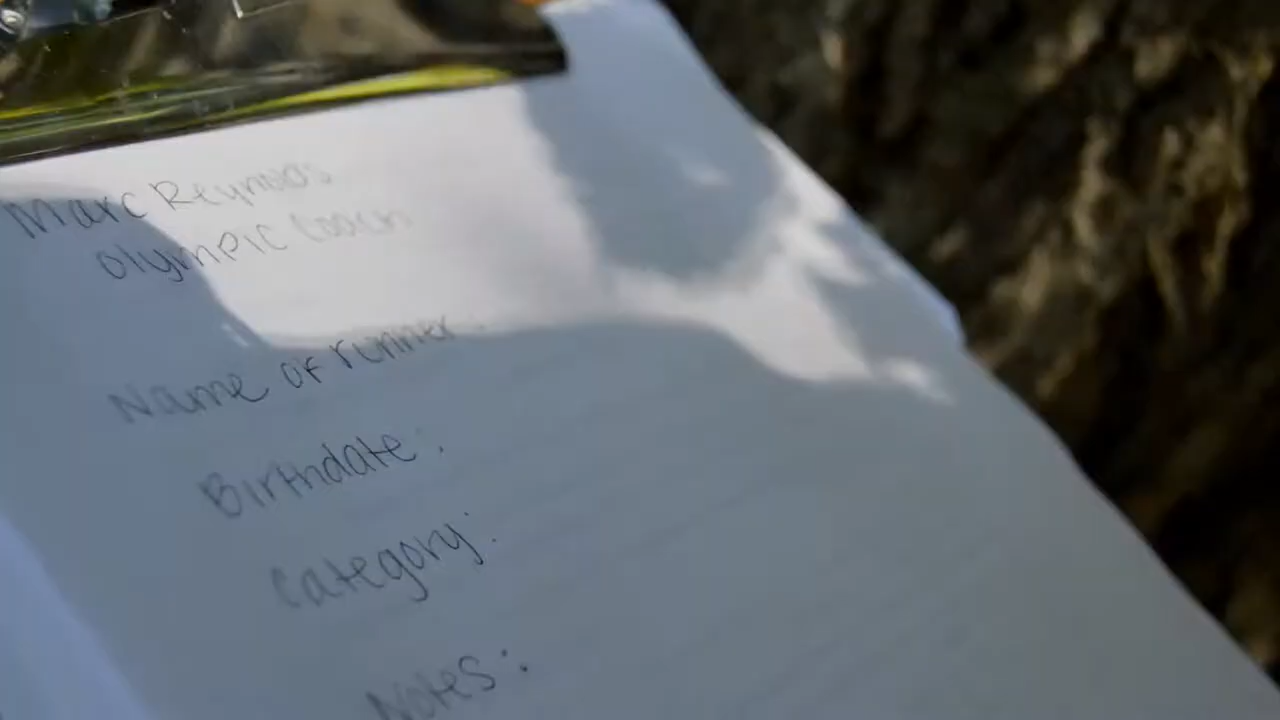 Marc Reynolds
Olympic Coach
Name of runner:
Birthdate:
Category:
Notes: